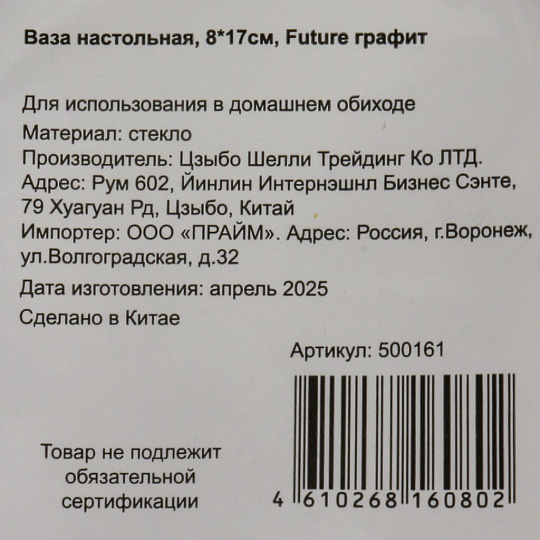 Ваза настольная, 8*17см, Future графит
Для использования в домашнем обиходе
Материал: стекло
Производитель: Цзыбо Шелли Трейдинг Ко ЛТД.
Адрес: Рум 602, Йинлин Интернэшнл Бизнес Сэнте,
79 Хуагуан Рд, Цзыбо, Китай
Импортер: ООО «ПРАЙМ». Адрес: Россия, г.Воронеж,
ул.Волгоградская, д.32
Дата изготовления: апрель 2025
Сделано в Китае
Артикул: 500161
Товар не подлежит
обязательной
сертификации
4 610268 160802